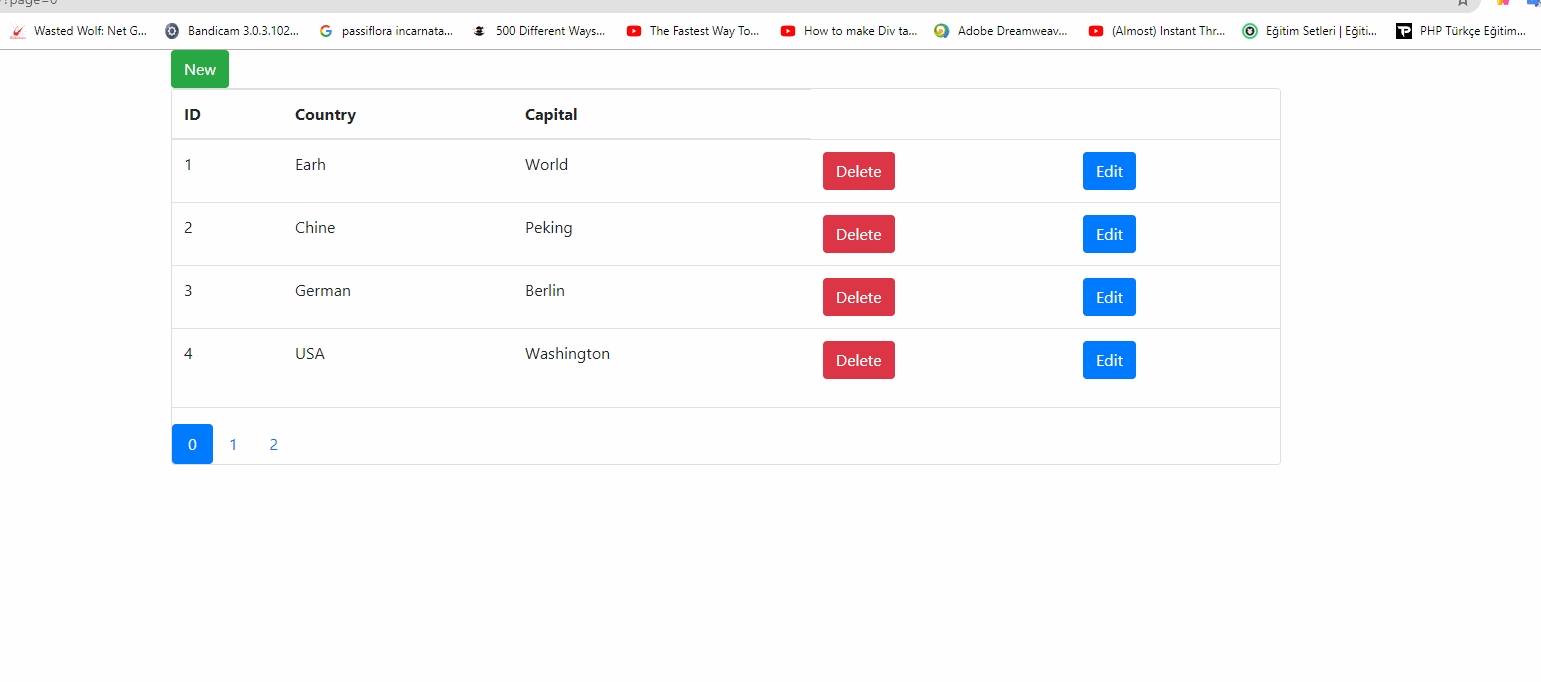 ?page=0
Wasted Wolf: Net G... Bandicam 3.0.3.102... passiflora incarnata... 500 Different Ways... The Fastest Way To... How to make Div ta... Adobe Dreamweav... (Almost) Instant Thr... Eğitim Setleri | Eğiti... PHP Türkçe Eğitim...
New
ID Country Capital
1 Earh World Delete Edit
2 Chine Peking Delete Edit
3 German Berlin Delete Edit
4 USA Washington Delete Edit
0 1 2